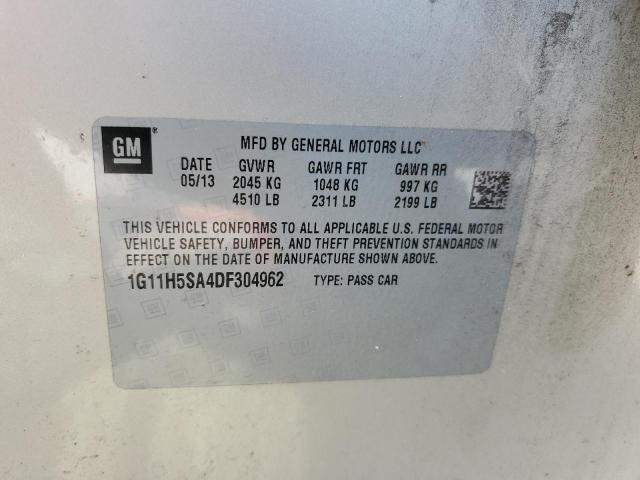 GM®
MFD BY GENERAL MOTORS LLC
DATE GVWR GAWR FRT GAWR RR
05/13 2045 KG 1048 KG 997 KG
4510 LB 2311 LB 2199 LB
THIS VEHICLE CONFORMS TO ALL APPLICABLE U.S. FEDERAL MOTOR
VEHICLE SAFETY, BUMPER, AND THEFT PREVENTION STANDARDS IN
EFFECT ON THE DATE OF MANUFACTURE SHOWN ABOVE.
1G11H5SA4DF304962 TYPE: PASS CAR